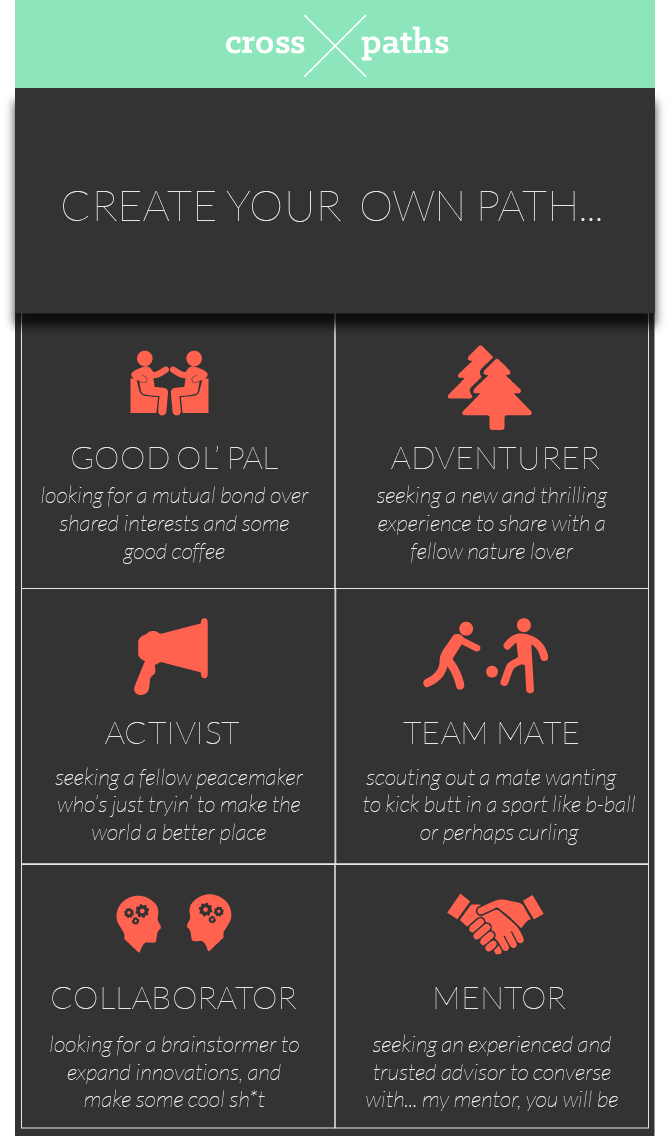 cross paths
CREATE YOUR OWN PATH...
GOOD OL’ PAL
looking for a mutual bond over
shared interests and some
good coffee
ADVENTURER
seeking a new and thrilling
experience to share with a
fellow nature lover
ACTIVIST
seeking a fellow peacemaker
who’s just tryin’ to make the
world a better place
TEAM MATE
scouting out a mate wanting
to kick butt in a sport like b-ball
or perhaps curling
COLLABORATOR
looking for a brainstormer to
expand innovations, and
make some cool sh*t
MENTOR
seeking an experienced and
trusted advisor to converse
with... my mentor, you will be